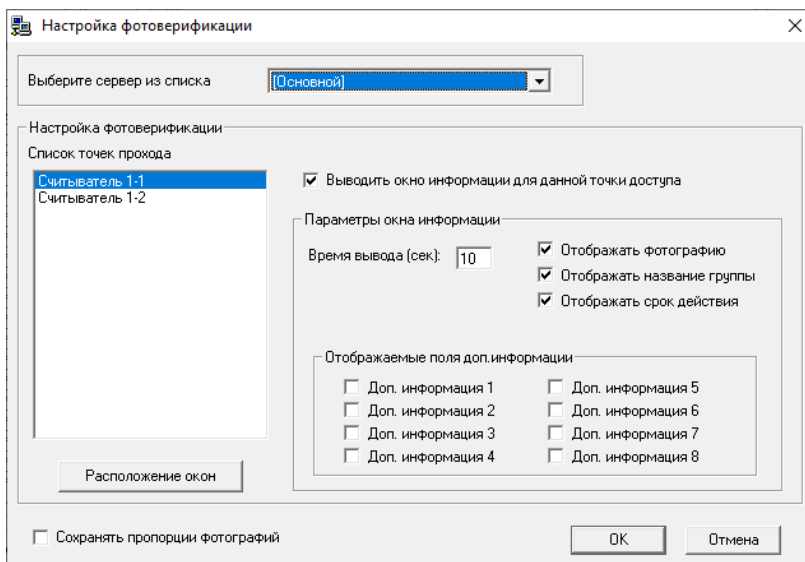 Настройка фотоверификации
Выберите сервер из списка
[Основной]
Настройка фотоверификации
Список точек прохода
Считыватель 1-1
Считыватель 1-2
Выводить окно информации для данной точки доступа
Параметры окна информации
Время вывода (сек): 10
Отображать фотографию
Отображать название группы
Отображать срок действия
Отображаемые поля доп.информации
Доп. информация 1
Доп. информация 5
Доп. информация 2
Доп. информация 6
Доп. информация 3
Доп. информация 7
Доп. информация 4
Доп. информация 8
Расположение окон
Сохранять пропорции фотографий
OK
Отмена